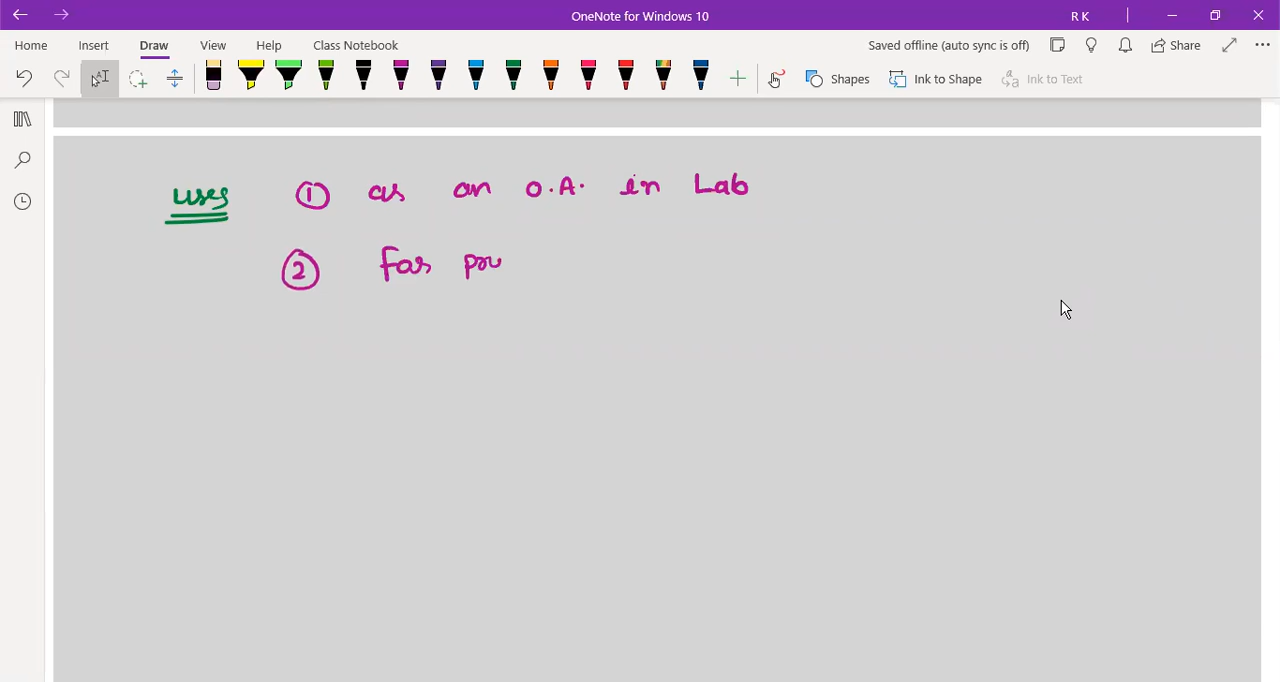 OneNote for Windows 10
R K
Home Insert Draw View Help Class Notebook
Saved offline (auto sync is off)
Share
Shapes
Ink to Shape
Ink to Text
uses ① as an O.A. in Lab
② For